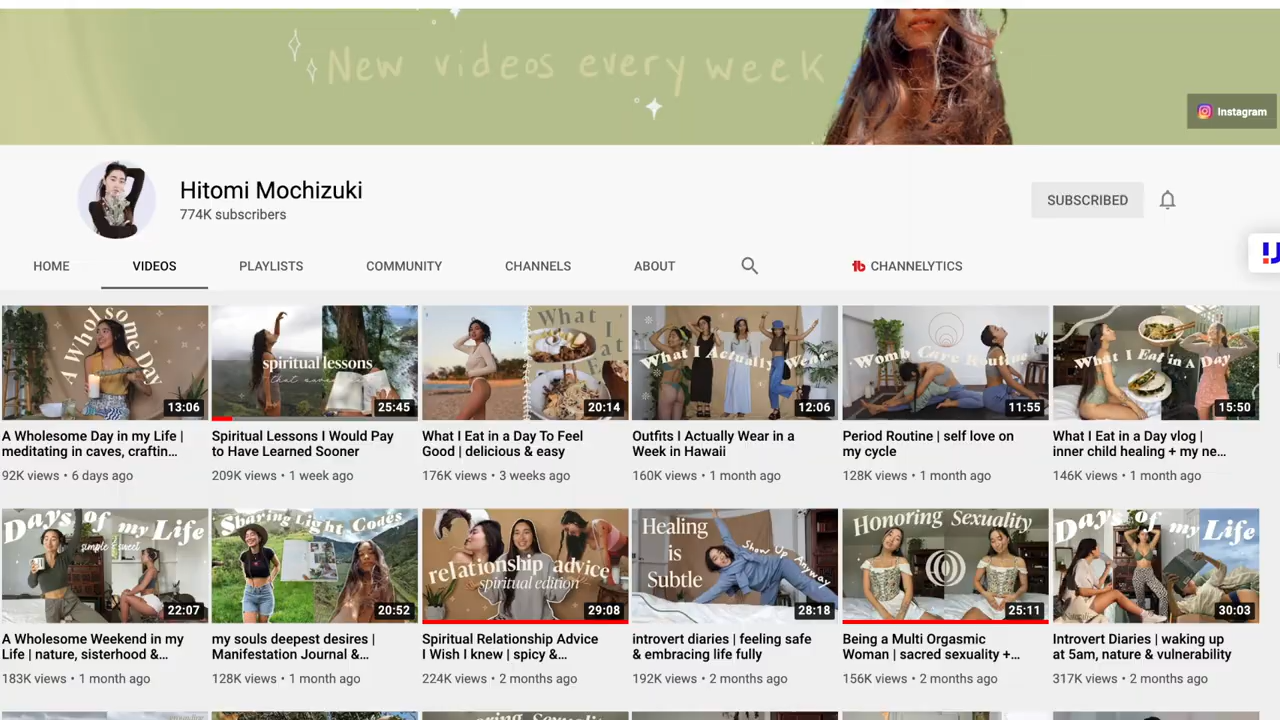 New videos every week
Instagram
Hitomi Mochizuki
774K subscribers
SUBSCRIBED
HOME
VIDEOS
PLAYLISTS
COMMUNITY
CHANNELS
ABOUT
CHANNELYTICS
A Wholesome Day
13:06
spiritual lessons
25:45
What I Eat
20:14
What I Actually Wear
12:06
Womb Care Routine
11:55
What I Eat in a Day
15:50
A Wholesome Day in my Life |
meditating in caves, craftin…
92K views • 6 days ago
Spiritual Lessons I Would Pay
to Have Learned Sooner
209K views • 1 week ago
What I Eat in a Day To Feel
Good | delicious & easy
176K views • 3 weeks ago
Outfits I Actually Wear in a
Week in Hawaii
160K views • 1 month ago
Period Routine | self love on
my cycle
128K views • 1 month ago
What I Eat in a Day vlog |
inner child healing + my ne…
146K views • 1 month ago
Days of my Life
simple & sweet
22:07
Sharing Light Codes
20:52
relationship advice
spiritual edition
29:08
Healing
is
Subtle
Show Up Anyway
28:18
Honoring Sexuality
25:11
Days of my Life
30:03
A Wholesome Weekend in my
Life | nature, sisterhood &…
183K views • 1 month ago
my souls deepest desires |
Manifestation Journal &…
128K views • 1 month ago
Spiritual Relationship Advice
I Wish I knew | spicy &…
224K views • 2 months ago
introvert diaries | feeling safe
& embracing life fully
192K views • 2 months ago
Being a Multi Orgasmic
Woman | sacred sexuality +…
156K views • 2 months ago
Introvert Diaries | waking up
at 5am, nature & vulnerability
317K views • 2 months ago